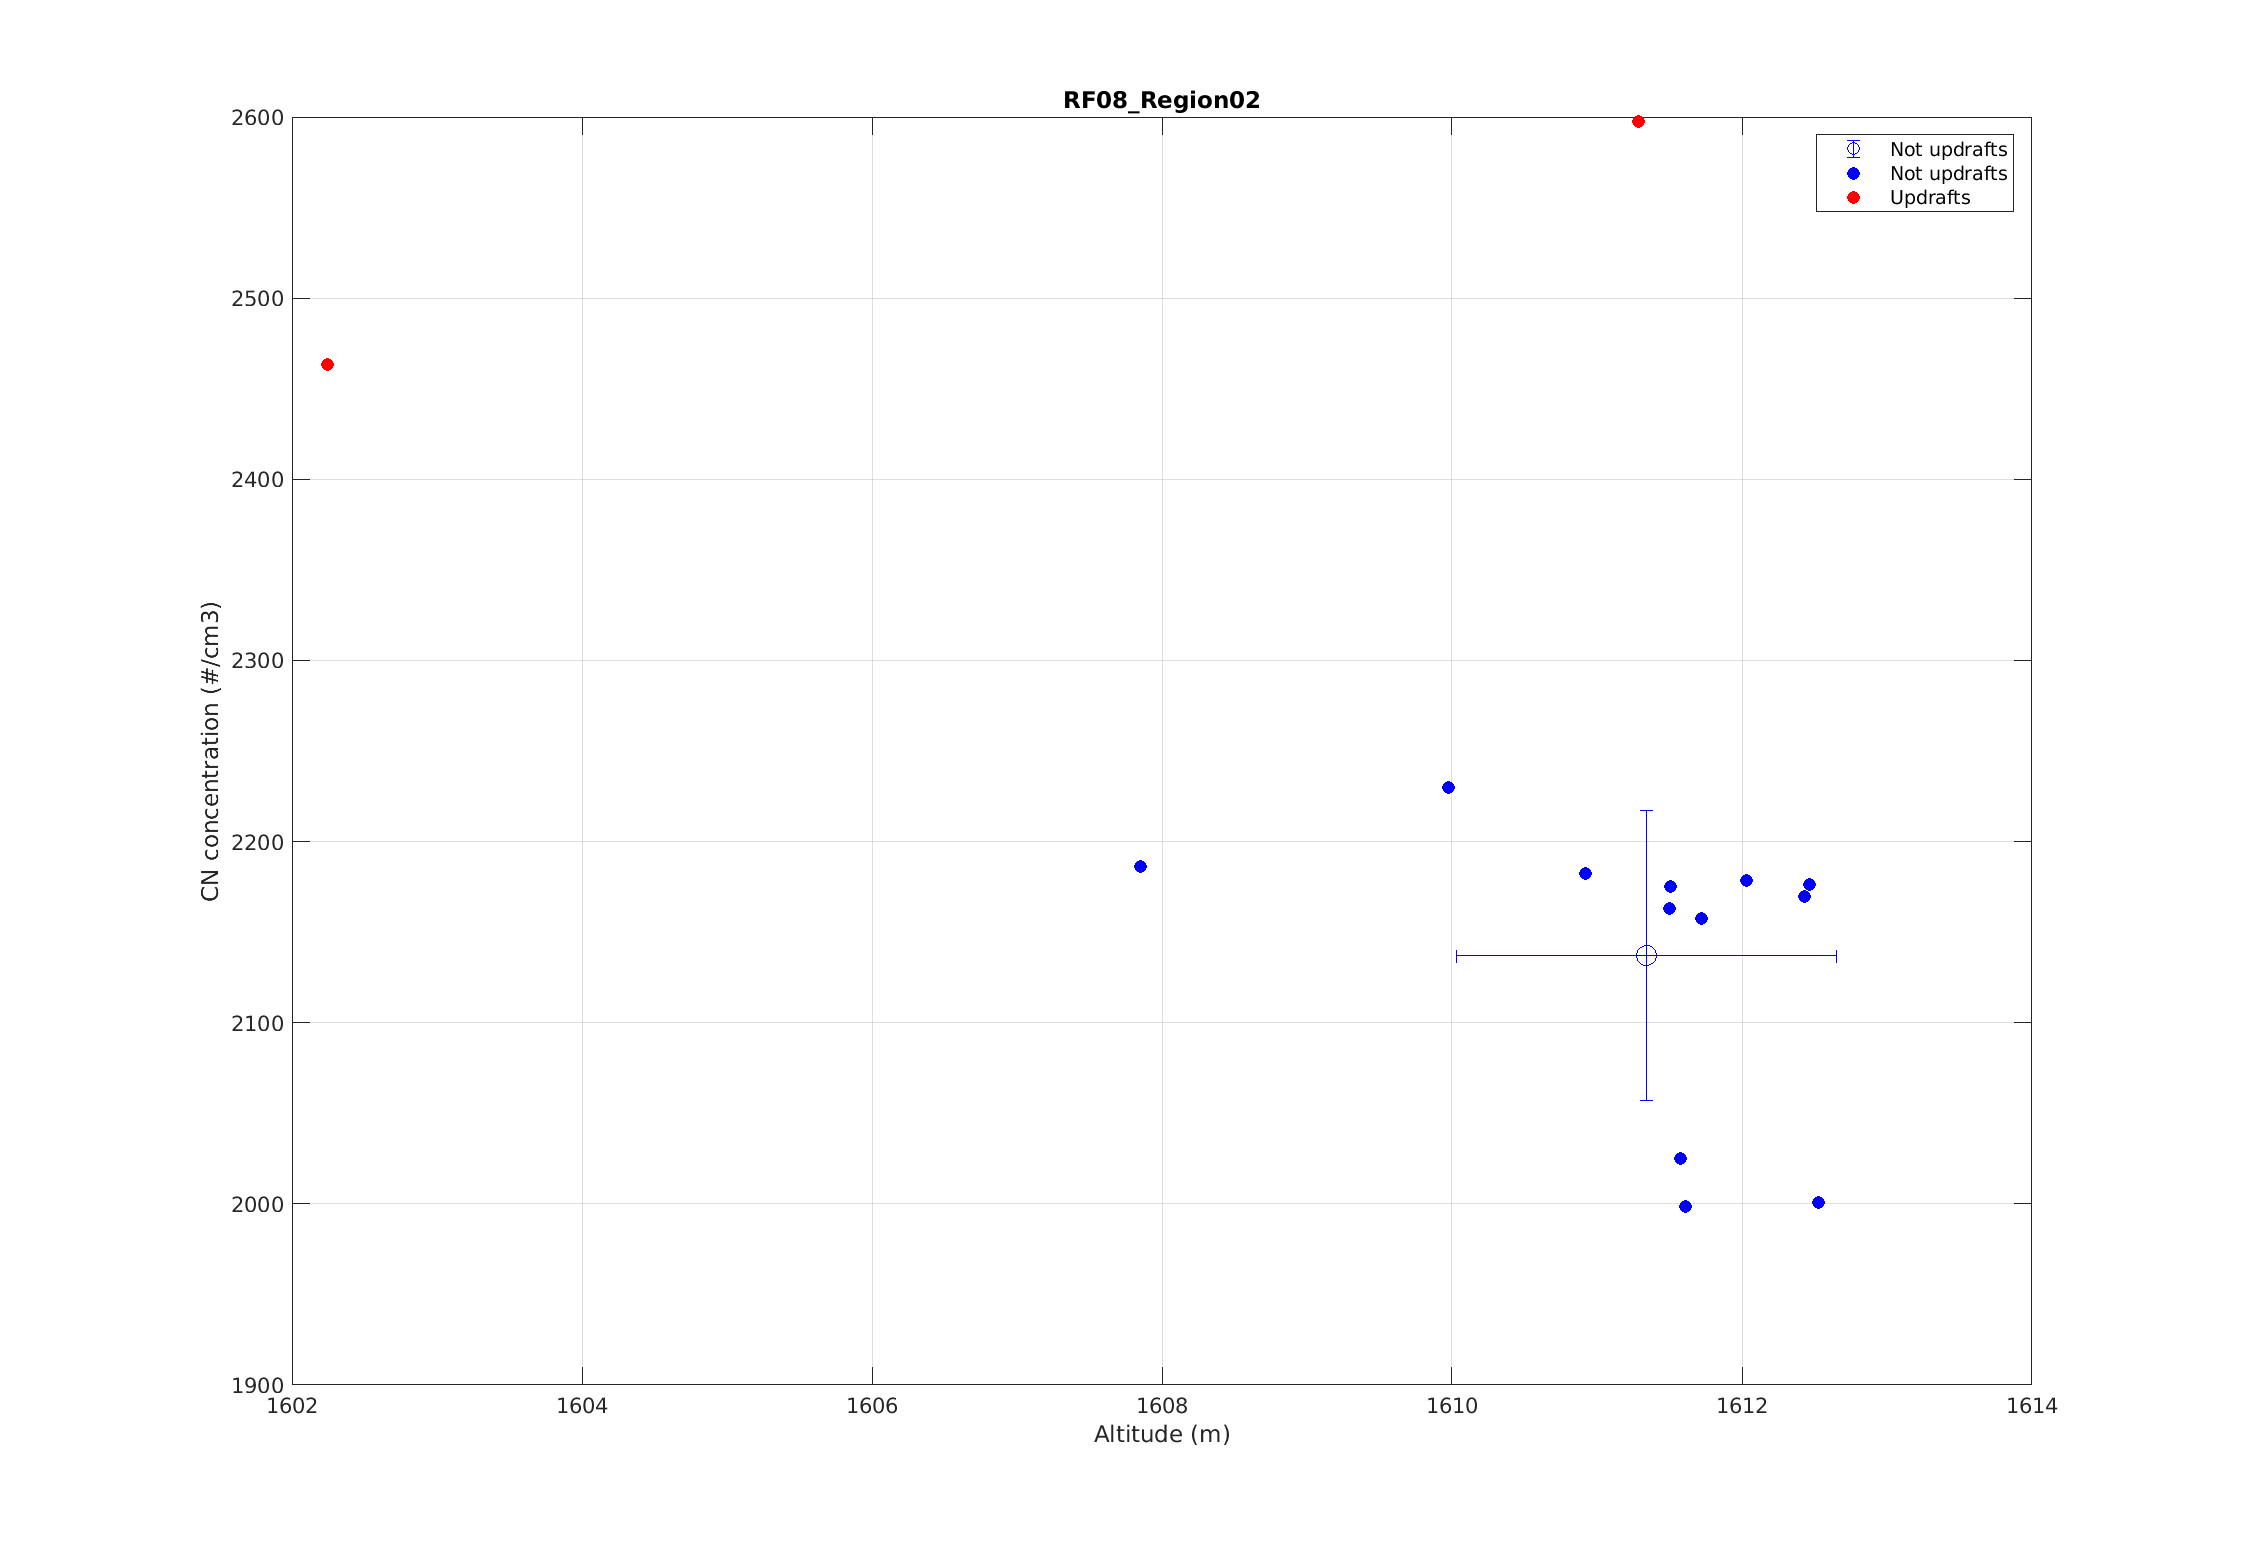 RF08_Region02
2600
2500
2400
2300
2200
2100
2000
1900
CN concentration (#/cm3)
Not updrafts
Not updrafts
Updrafts
1602 1604 1606 1608 1610 1612 1614
Altitude (m)